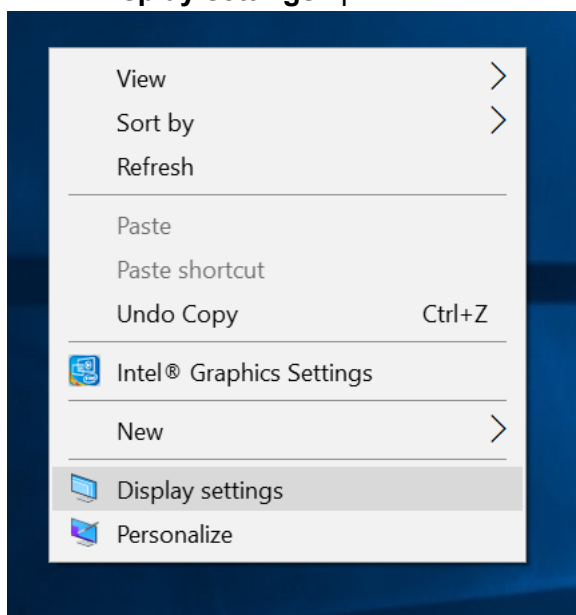 View
Sort by
Refresh
Paste
Paste shortcut
Undo Copy Ctrl+Z
Intel® Graphics Settings
New
Display settings
Personalize